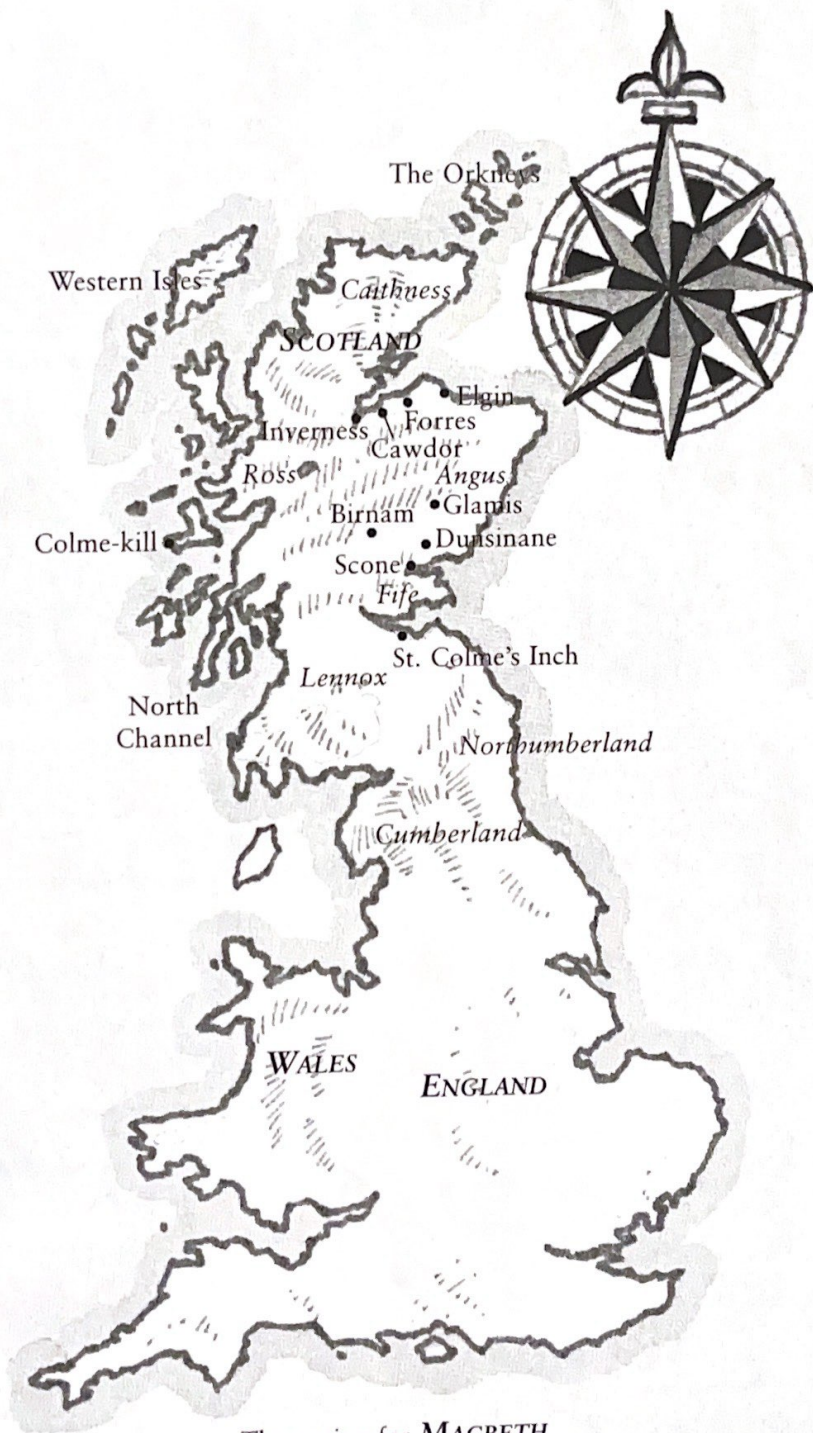 The Orkneys
Western Isles
Caithness
SCOTLAND
Elgin
Forres
Inverness
Cawdor
Ross
Angus
Glamis
Birnam
Colme-kill
Dunsinane
Scone
Fife
St. Colme's Inch
Lennox
North
Channel
Northumberland
Cumberland
WALES
ENGLAND
MACBETH